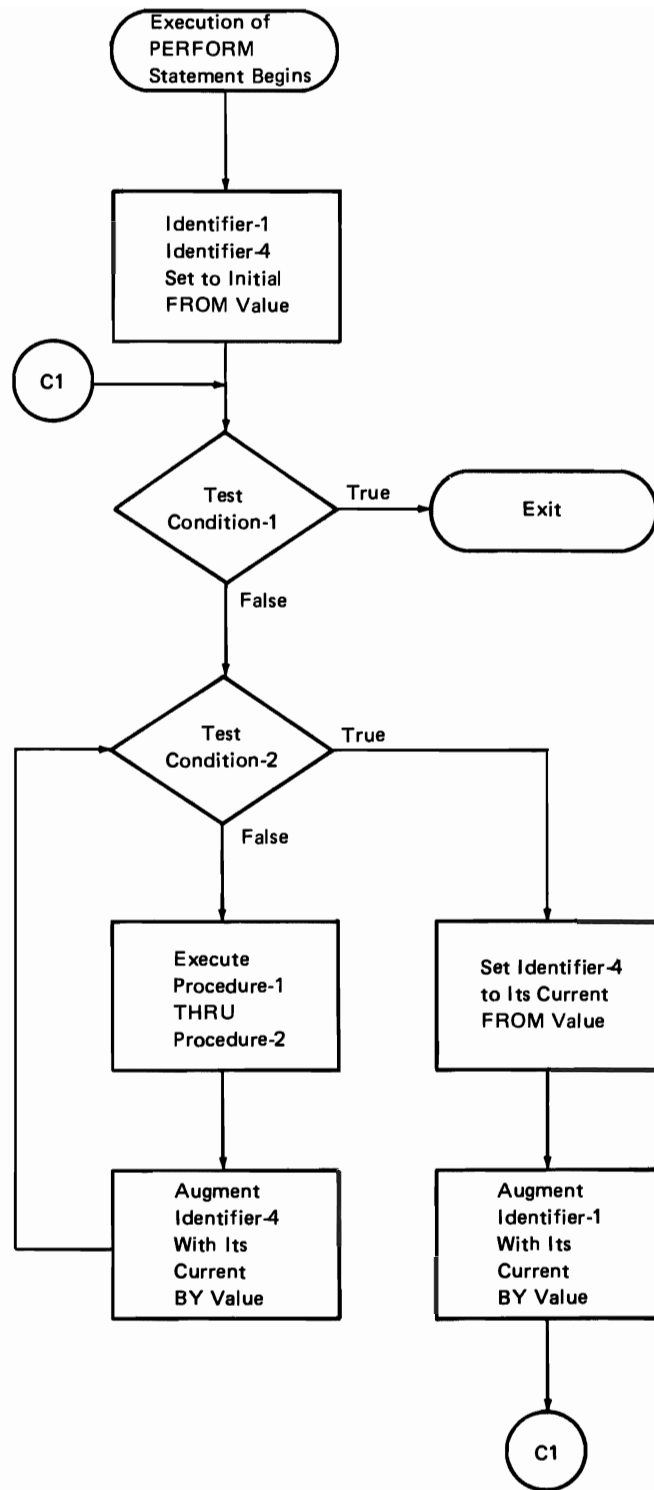 Execution of
PERFORM
Statement Begins
Identifier-1
Identifier-4
Set to Initial
FROM Value
C1
Test
Condition-1
True
Exit
False
Test
Condition-2
True
False
Execute
Procedure-1
THRU
Procedure-2
Set Identifier-4
to Its Current
FROM Value
Augment
Identifier-4
With Its
Current
BY Value
Augment
Identifier-1
With Its
Current
BY Value
C1